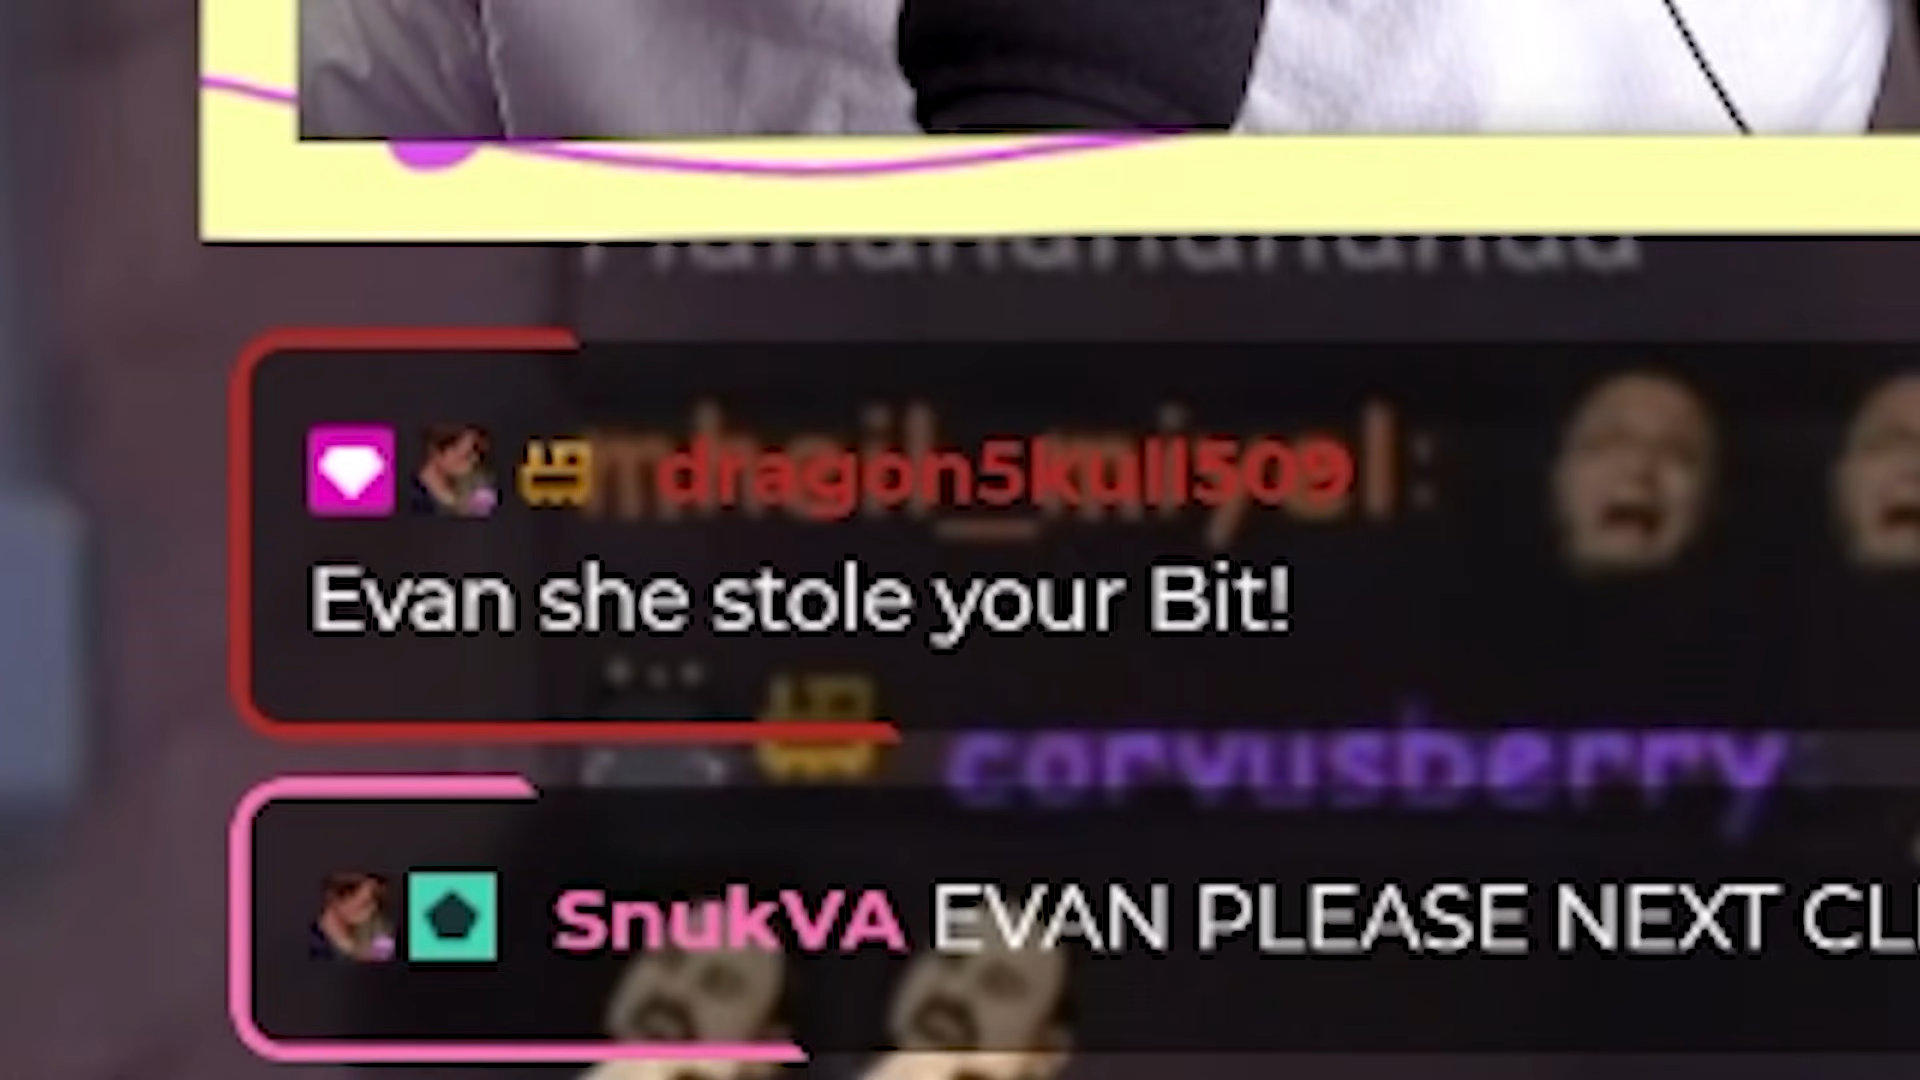 dragon5kull509
Evan she stole your Bit!
corvusberry
SnukVA EVAN PLEASE NEXT CL